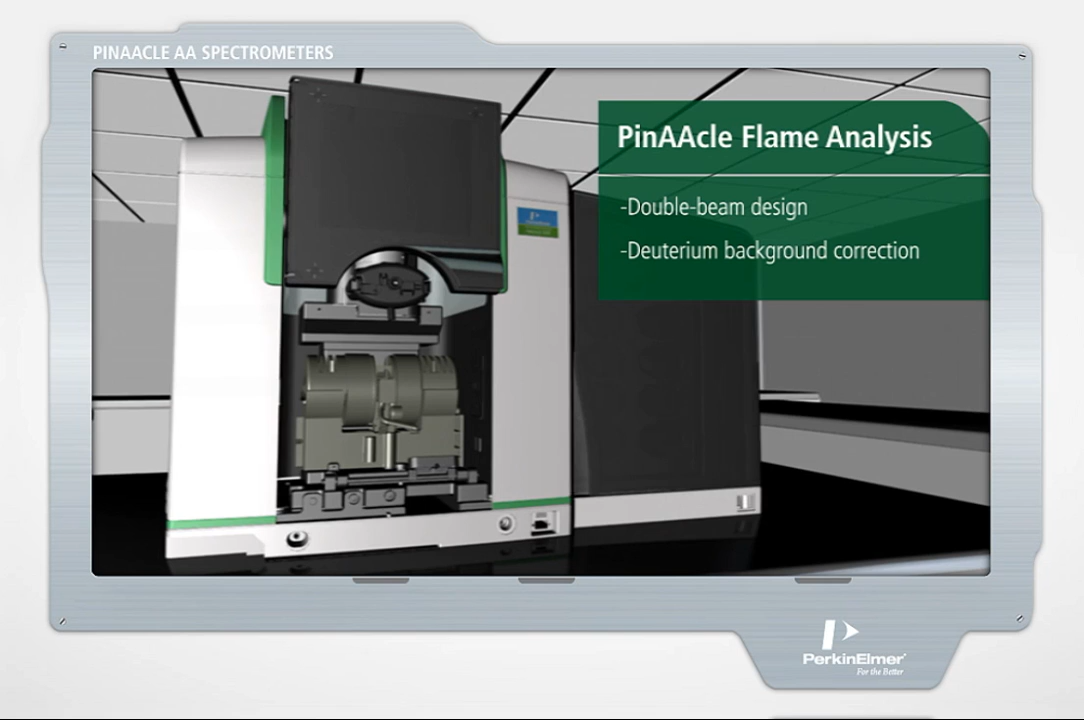 PINAACLE AA SPECTROMETERS
PinAAcle Flame Analysis
-Double-beam design
-Deuterium background correction
PerkinElmer
For the Better